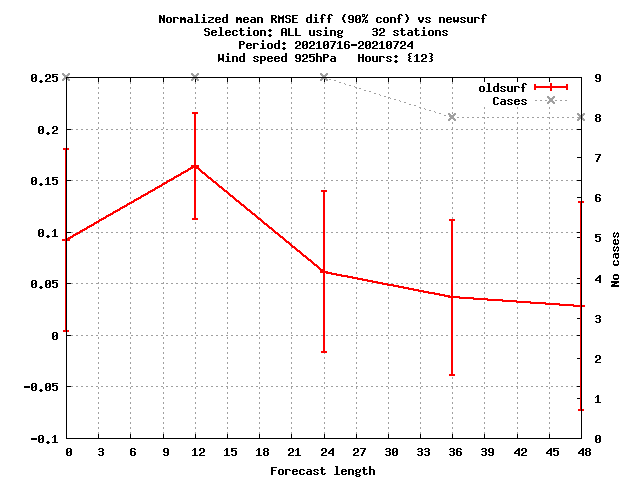 Normalized mean RMSE diff (90% conf) vs newsurf
Selection: ALL using    32 stations
Period: 20210716-20210724
Wind speed 925hPa   Hours: {12}
oldsurf
Cases
0.25
0.2
0.15
0.1
0.05
0
-0.05
-0.1
9
8
7
6
5
4
3
2
1
0
No cases
0 3 6 9 12 15 18 21 24 27 30 33 36 39 42 45 48
Forecast length